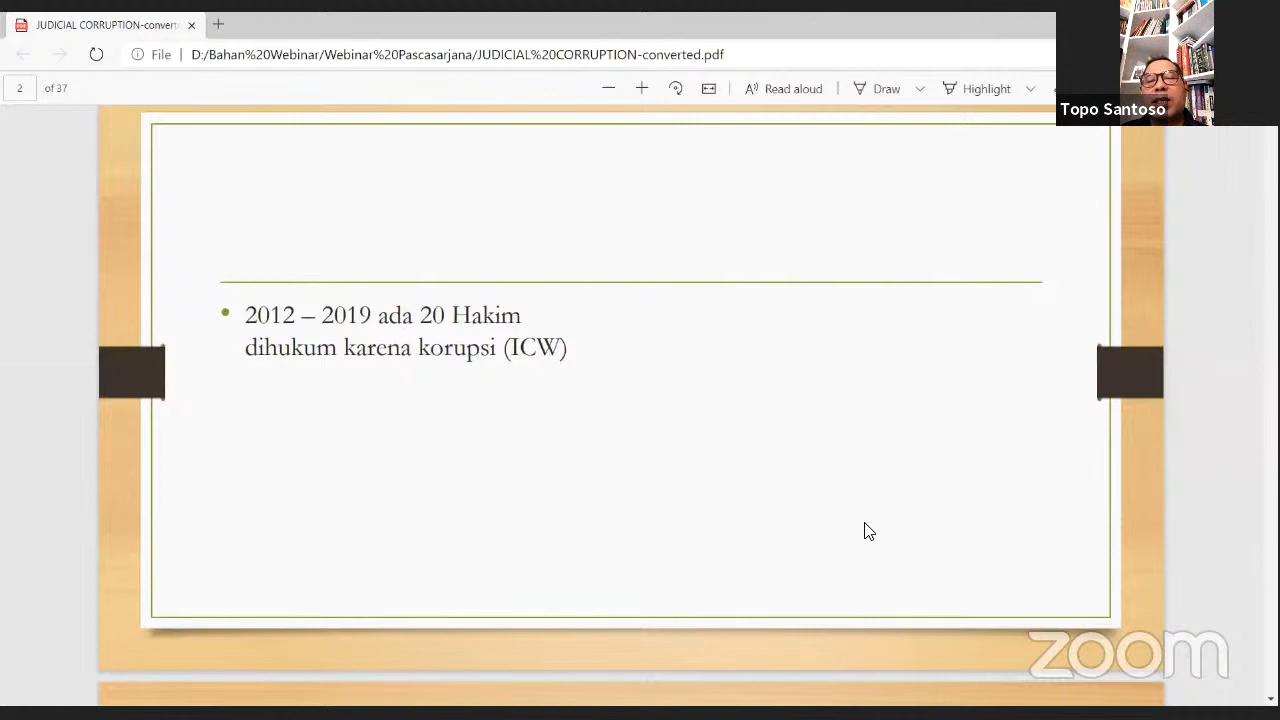 JUDICIAL CORRUPTION-convert
File | D:/Bahan%20Webinar/Webinar%20Pascasarjana/JUDICIAL%20CORRUPTION-converted.pdf
2 of 37
Read aloud
Draw
Highlight
Topo Santoso
• 2012 – 2019 ada 20 Hakim
dihukum karena korupsi (ICW)
zoom